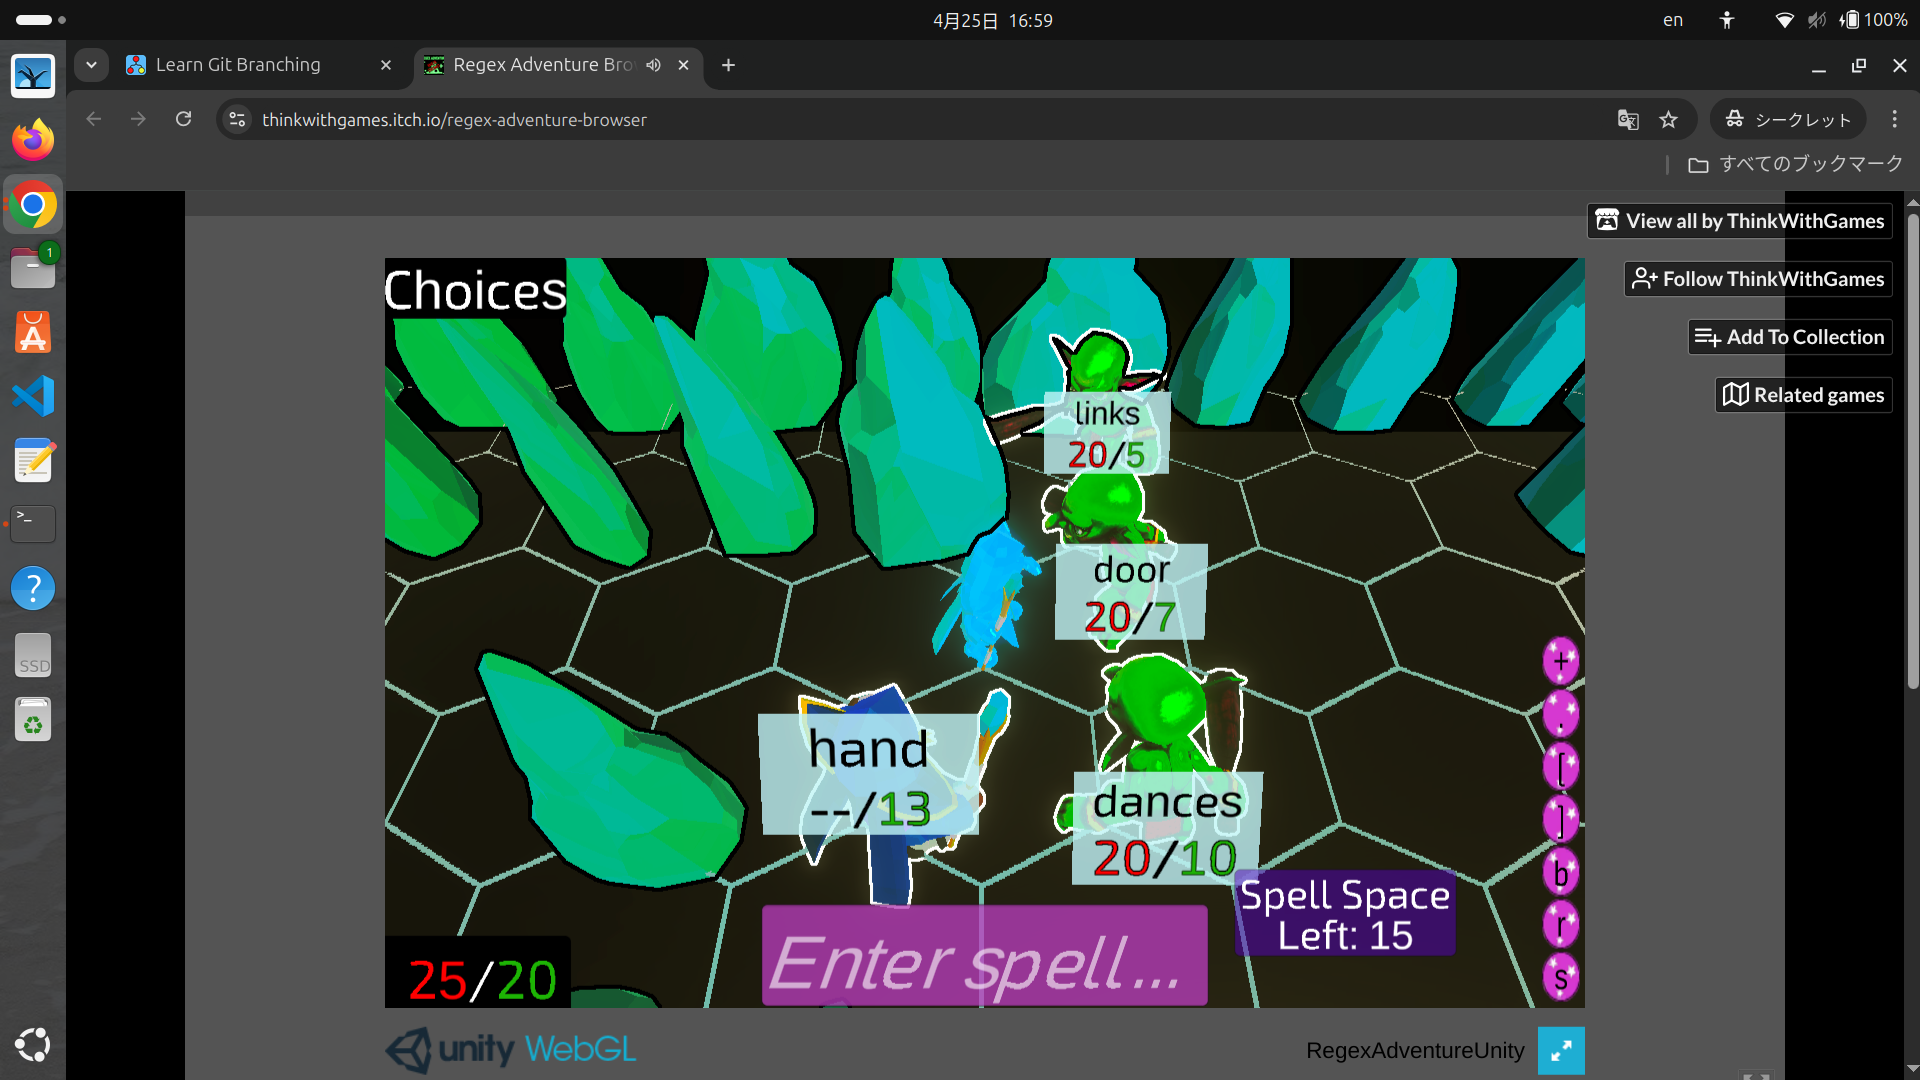 4月25日 16:59
en
100%
Learn Git Branching
Regex Adventure Bro
thinkwithgames.itch.io/regex-adventure-browser
シークレット
すべてのブックマーク
View all by ThinkWithGames
Follow ThinkWithGames
Add To Collection
Related games
1
SSD
Choices
links
20/5
door
20/7
hand
--/13
dances
20/10
+
.
[
]
b
r
s
Spell Space
Left: 15
Enter spell...
25/20
unity WebGL
RegexAdventureUnity